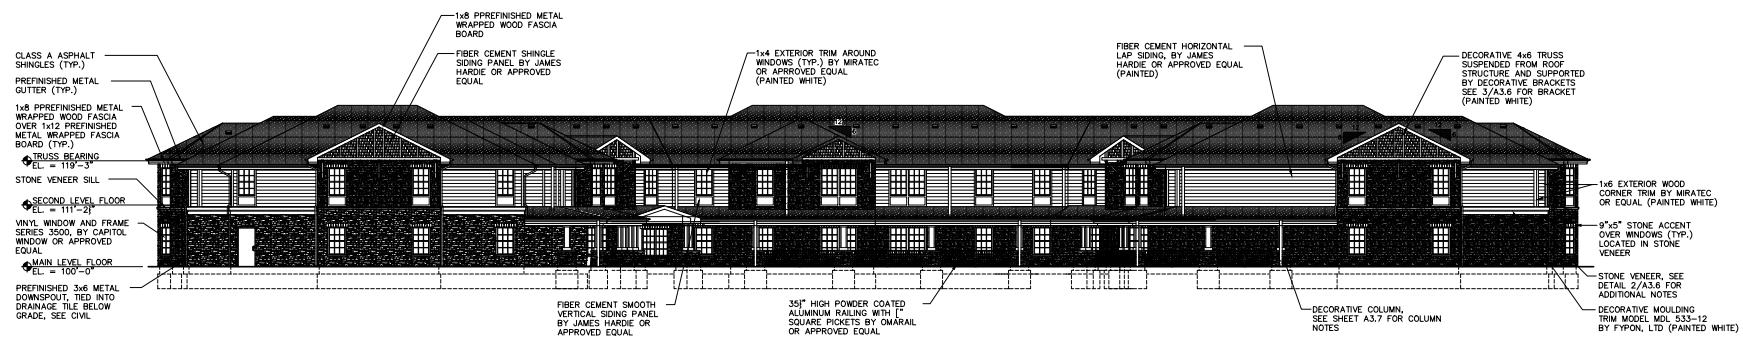 CLASS A ASPHALT
SHINGLES (TYP.)
PREFINISHED METAL
GUTTER (TYP.)
1x8 PPREFINISHED METAL
WRAPPED WOOD FASCIA
OVER 1x12 PREFINISHED
METAL WRAPPED FASCIA
BOARD (TYP.)
TRUSS BEARING
EL. = 119'-3"
STONE VENEER SILL
SECOND LEVEL FLOOR
EL. = 111'-2
VINYL WINDOW AND FRAME
SERIES 3500, BY CAPITOL
WINDOW OR APPROVED
EQUAL
MAIN LEVEL FLOOR
EL. = 100'-0"
PREFINISHED 3x6 METAL
DOWNSPOUT, TIED INTO
DRAINAGE TILE BELOW
GRADE, SEE CIVIL
1x8 PPREFINISHED METAL
WRAPPED WOOD FASCIA
BOARD
FIBER CEMENT SHINGLE
SIDING PANEL BY JAMES
HARDIE OR APPROVED
EQUAL
1x4 EXTERIOR TRIM AROUND
WINDOWS (TYP.) BY MIRATEC
OR APPROVED EQUAL
(PAINTED WHITE)
12
FIBER CEMENT HORIZONTAL
LAP SIDING, BY JAMES
HARDIE OR APPROVED EQUAL
(PAINTED)
DECORATIVE 4x6 TRUSS
SUSPENDED FROM ROOF
STRUCTURE AND SUPPORTED
BY DECORATIVE BRACKETS
SEE 3/A3.6 FOR BRACKET
(PAINTED WHITE)
1x6 EXTERIOR WOOD
CORNER TRIM BY MIRATEC
OR EQUAL (PAINTED WHITE)
9"x5" STONE ACCENT
OVER WINDOWS (TYP.)
LOCATED IN STONE
VENEER
STONE VENEER, SEE
DETAIL 2/A3.6 FOR
ADDITIONAL NOTES
DECORATIVE MOULDING
TRIM MODEL MDL 533-12
BY FYPON, LTD (PAINTED WHITE)
FIBER CEMENT SMOOTH
VERTICAL SIDING PANEL
BY JAMES HARDIE OR
APPROVED EQUAL
HIGH POWDER COATED
ALUMINUM RAILING WITH ["
SQUARE PICKETS BY OMARAIL
OR APPROVED EQUAL
DECORATIVE COLUMN,
SEE SHEET A3.7 FOR COLUMN
NOTES